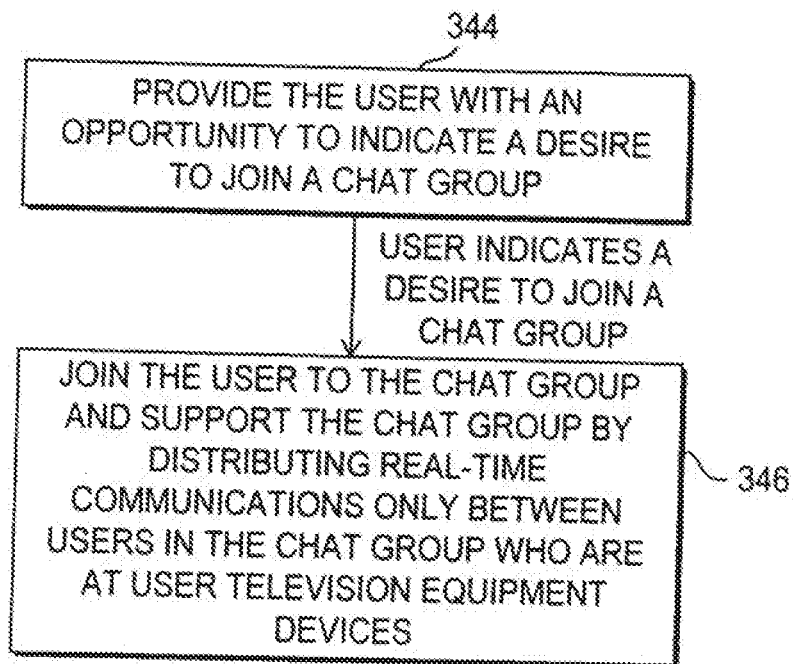 344
PROVIDE THE USER WITH AN
OPPORTUNITY TO INDICATE A DESIRE
TO JOIN A CHAT GROUP
USER INDICATES A
DESIRE TO JOIN A
CHAT GROUP
JOIN THE USER TO THE CHAT GROUP
AND SUPPORT THE CHAT GROUP BY
DISTRIBUTING REAL-TIME
COMMUNICATIONS ONLY BETWEEN
USERS IN THE CHAT GROUP WHO ARE
AT USER TELEVISION EQUIPMENT
DEVICES
346